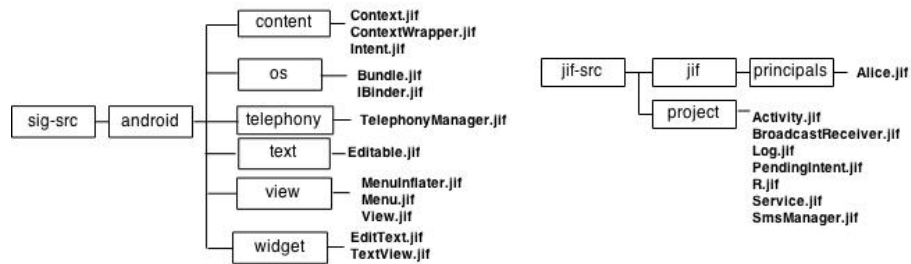 content
Context.jif
ContextWrapper.jif
Intent.jif
os
Bundle.jif
IBinder.jif
sig-src
android
telephony
TelephonyManager.jif
text
Editable.jif
view
MenuInflater.jif
Menu.jif
View.jif
widget
EditText.jif
TextView.jif
jif-src
jif
principals
Alice.jif
project
Activity.jif
BroadcastReceiver.jif
Log.jif
PendingIntent.jif
R.jif
Service.jif
SmsManager.jif